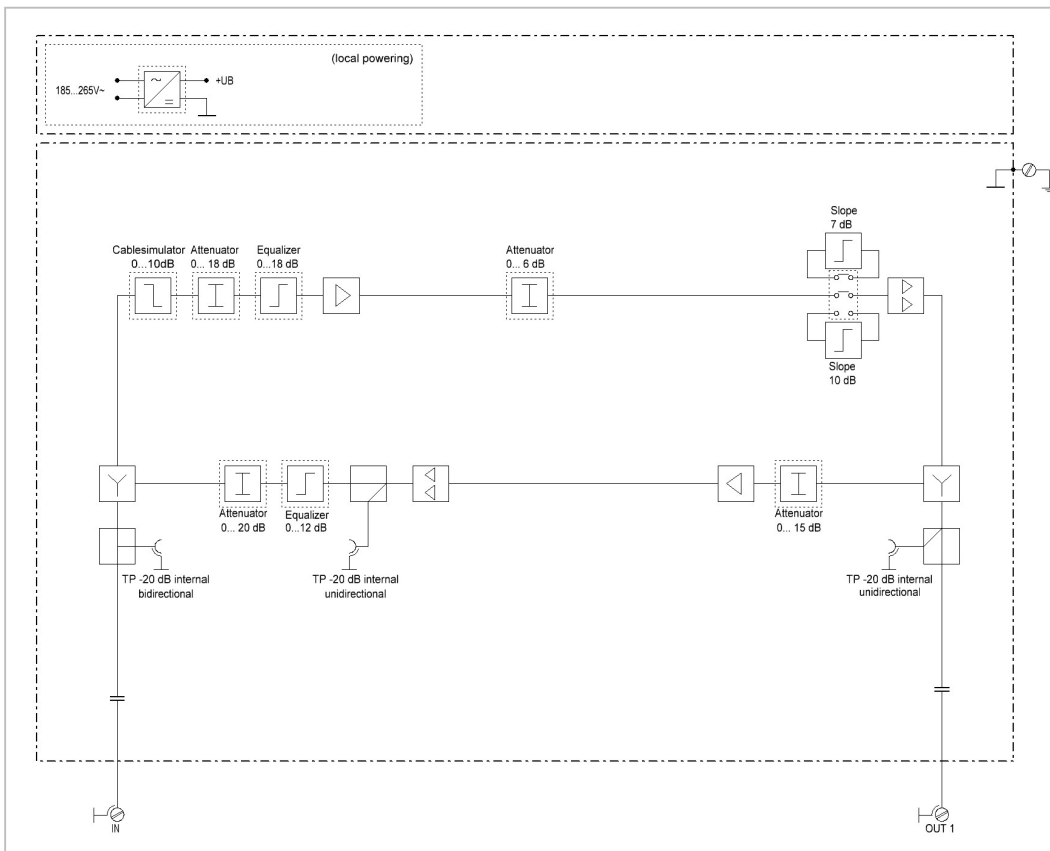 (local powering)
185...265V~
+UB
Slope
7 dB
Cablesimulator
0...10dB
Attenuator
0... 18 dB
Equalizer
0...18 dB
Attenuator
0... 6 dB
Slope
10 dB
Attenuator
0... 20 dB
Equalizer
0...12 dB
Attenuator
0... 15 dB
TP -20 dB internal
bidirectional
TP -20 dB internal
unidirectional
TP -20 dB internal
unidirectional
IN
OUT 1